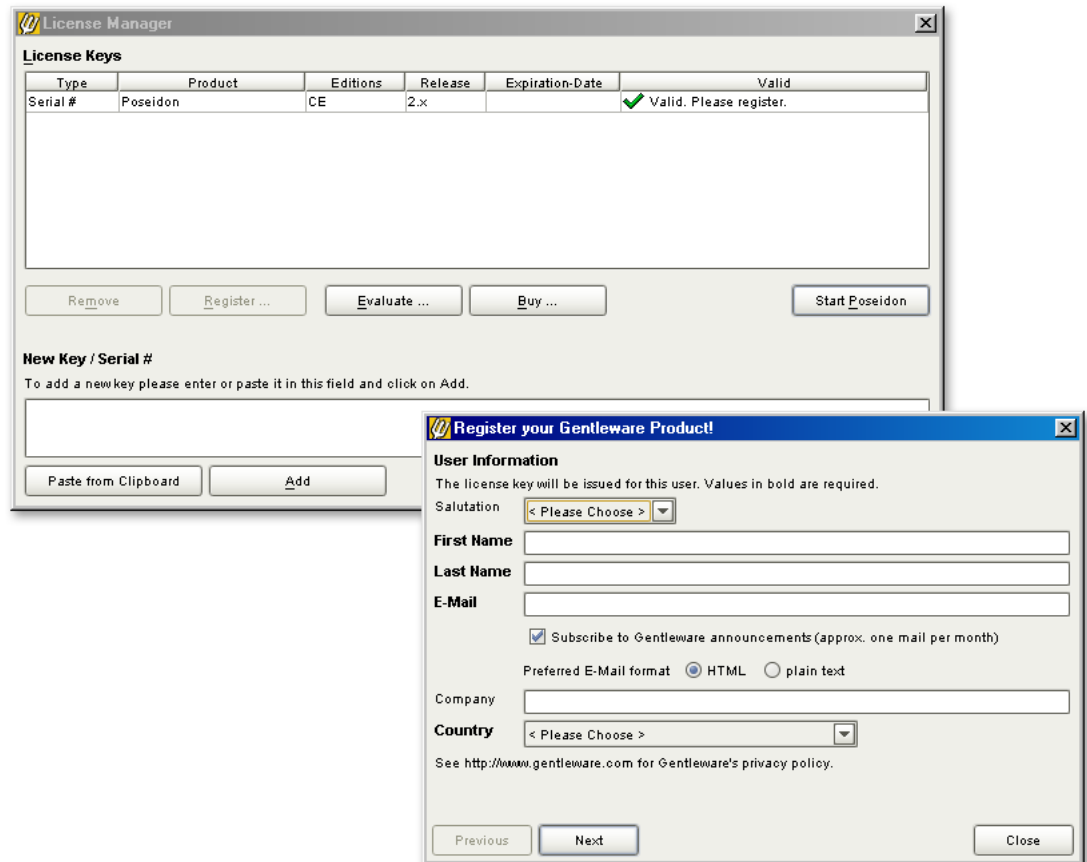 License Manager
License Keys
Type Product Editions Release Expiration-Date Valid
Serial # Poseidon CE 2.x Valid. Please register.
Remove Register ... Evaluate ... Buy ... Start Poseidon
New Key / Serial #
To add a new key please enter or paste it in this field and click on Add.
Paste from Clipboard Add
Register your Gentleware Product!
User Information
The license key will be issued for this user. Values in bold are required.
Salutation < Please Choose >
First Name
Last Name
E-Mail
Subscribe to Gentleware announcements (approx. one mail per month)
Preferred E-Mail format HTML plain text
Company
Country < Please Choose >
See http://www.gentleware.com for Gentleware's privacy policy.
Previous Next Close